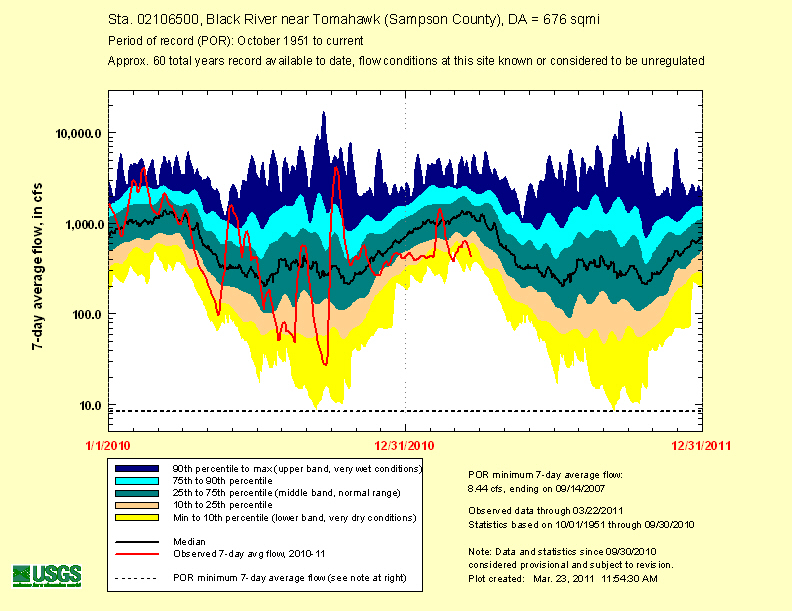 Sta. 02106500, Black River near Tomahawk (Sampson County), DA = 676 sqmi
Period of record (POR): October 1951 to current
Approx. 60 total years record available to date, flow conditions at this site known or considered to be unregulated
7-day average flow, in cfs
10,000.0
1,000.0
100.0
10.0
1/1/2010
12/31/2010
12/31/2011
90th percentile to max (upper band, very wet conditions)
75th to 90th percentile
25th to 75th percentile (middle band, normal range)
10th to 25th percentile
Min to 10th percentile (lower band, very dry conditions)
Median
Observed 7-day avg flow, 2010-11
POR minimum 7-day average flow (see note at right)
POR minimum 7-day average flow:
8.44 cfs, ending on 09/14/2007
Observed data through 03/22/2011
Statistics based on 10/01/1951 through 09/30/2010
Note: Data and statistics since 09/30/2010
considered provisional and subject to revision.
Plot created: Mar. 23, 2011 11:54:30 AM
USGS